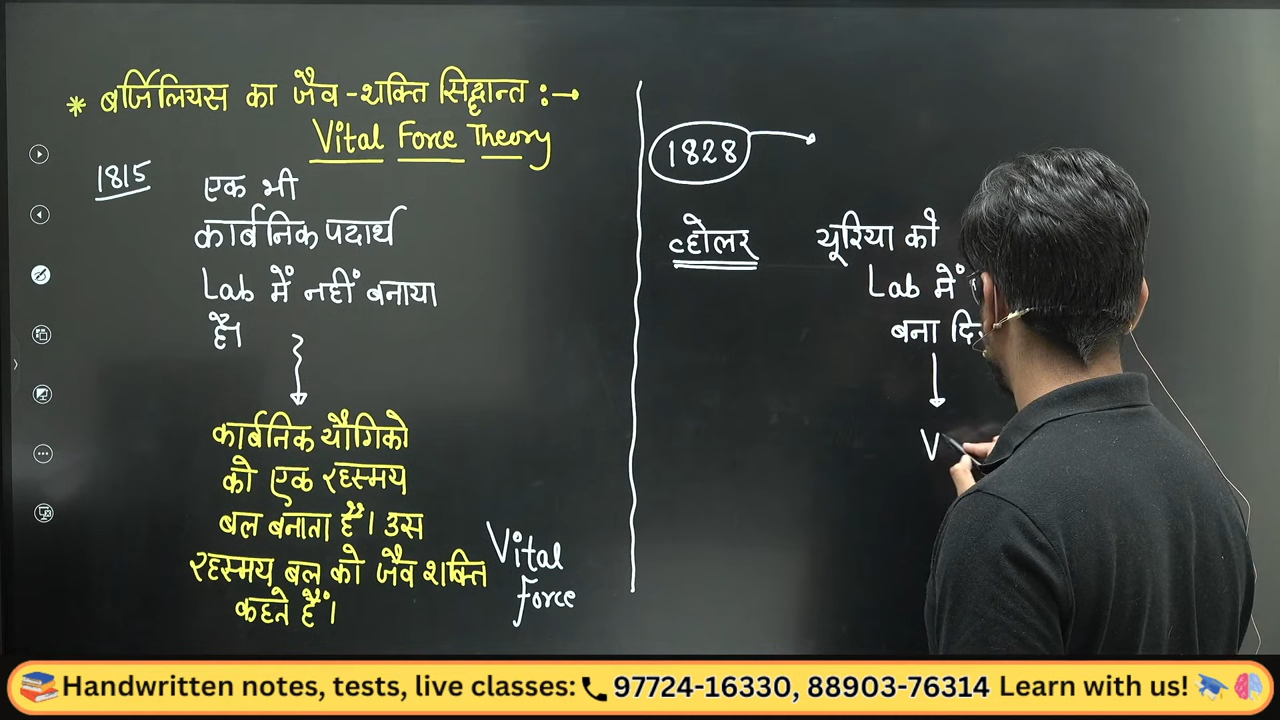 * बर्जिलियस का जैव-शक्ति सिद्धान्त :→
Vital Force Theory
1815
एक भी
कार्बनिक पदार्थ
Lab में नहीं बनाया
है।
कार्बनिक यौगिको
को एक रहस्मय
बल बनाता है। उस
रहस्मय बल को जैव शक्ति
कहते हैं।
Vital
force
1828
व्होलर
यूरिया को
Lab में
बना
V
Handwritten notes, tests, live classes: 97724-16330, 88903-76314 Learn with us!